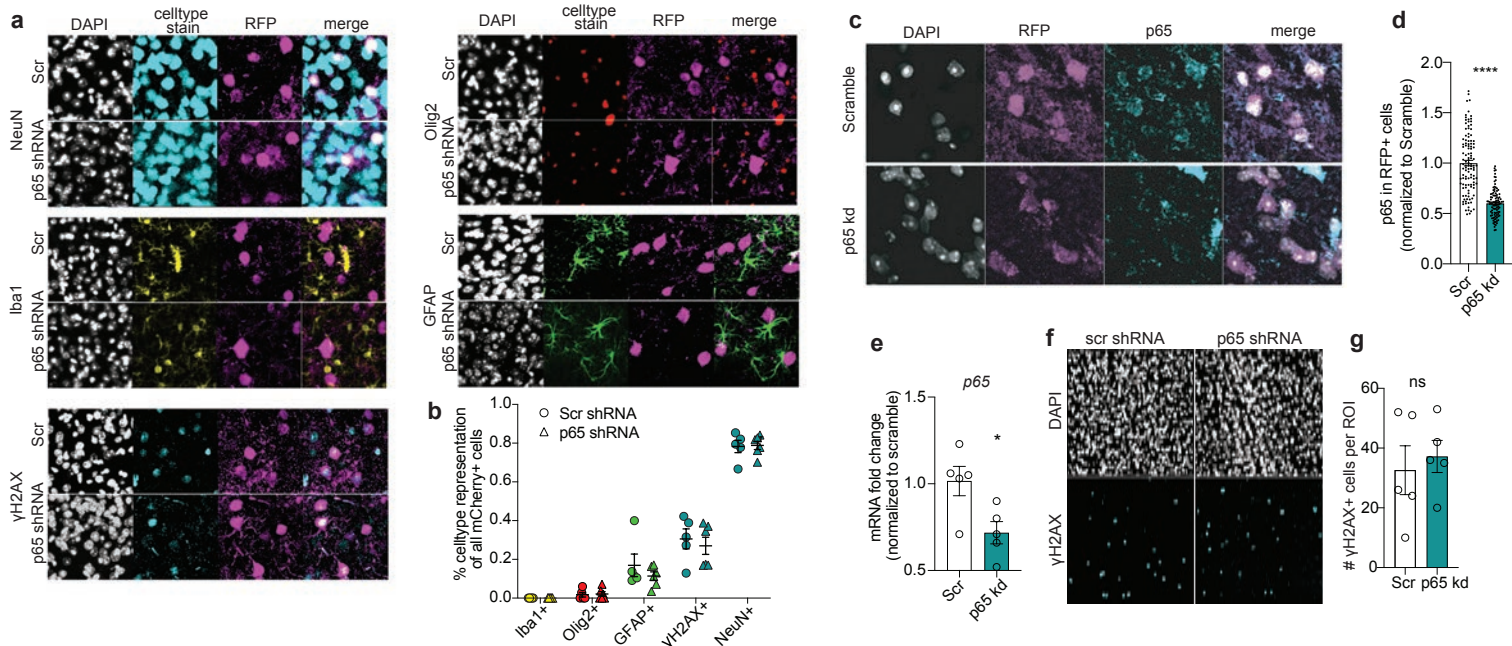 a
DAPI celltype stain RFP merge
NeuN
Scr
p65 shRNA
Iba1
Scr
p65 shRNA
γH2AX
Scr
p65 shRNA
DAPI celltype stain RFP merge
Olig2
Scr
p65 shRNA
GFAP
Scr
p65 shRNA
b
% celltype representation
of all mCherry+ cells
1.0
0.8
0.6
0.4
0.2
0.0
Scr shRNA
p65 shRNA
Iba1+ Olig2+ GFAP+ γH2AX+ NeuN+
c
DAPI RFP p65 merge
Scramble
p65 kd
d
p65 in RFP+ cells
(normalized to Scramble)
2.0
1.5
1.0
0.5
0.0
****
Scr p65 kd
e
p65
mRNA fold change
(normalized to scramble)
1.5
1.0
0.5
*
Scr p65 kd
f
scr shRNA p65 shRNA
DAPI
γH2AX
g
# γH2AX+ cells per ROI
60
40
20
0
ns
Scr p65 kd